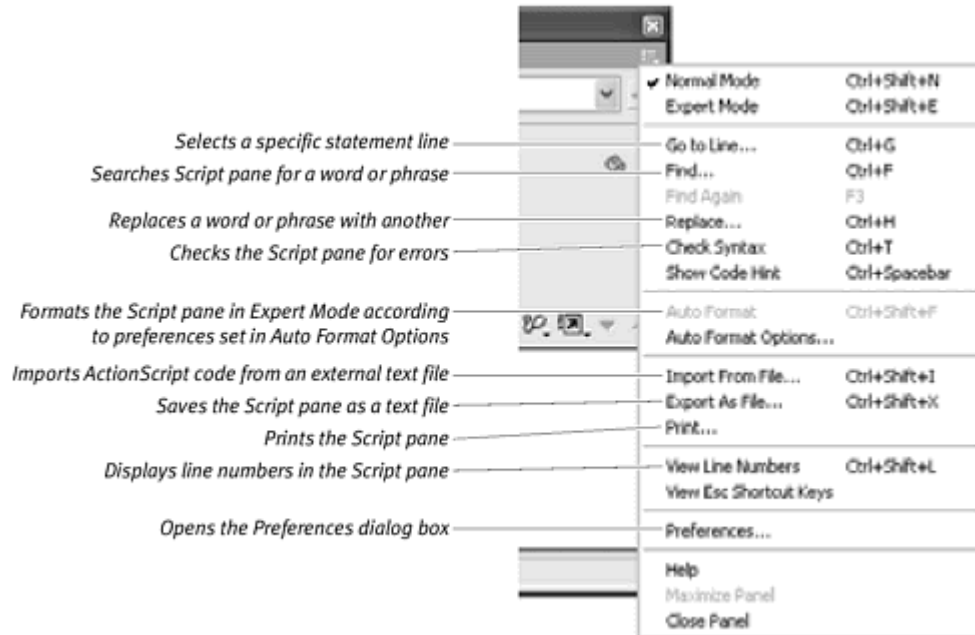 Normal Mode Ctrl+Shift+N
Expert Mode Ctrl+Shift+E
Selects a specific statement line
Go to Line... Ctrl+G
Searches Script pane for a word or phrase
Find... Ctrl+F
Find Again F3
Replaces a word or phrase with another
Replace... Ctrl+H
Checks the Script pane for errors
Check Syntax Ctrl+T
Show Code Hint Ctrl+Spacebar
Formats the Script pane in Expert Mode according
to preferences set in Auto Format Options
Auto Format Ctrl+Shift+F
Auto Format Options...
Imports ActionScript code from an external text file
Import From File... Ctrl+Shift+I
Saves the Script pane as a text file
Export As File... Ctrl+Shift+X
Prints the Script pane
Print...
Displays line numbers in the Script pane
View Line Numbers Ctrl+Shift+L
View Esc Shortcut Keys
Opens the Preferences dialog box
Preferences...
Help
Maximize Panel
Close Panel